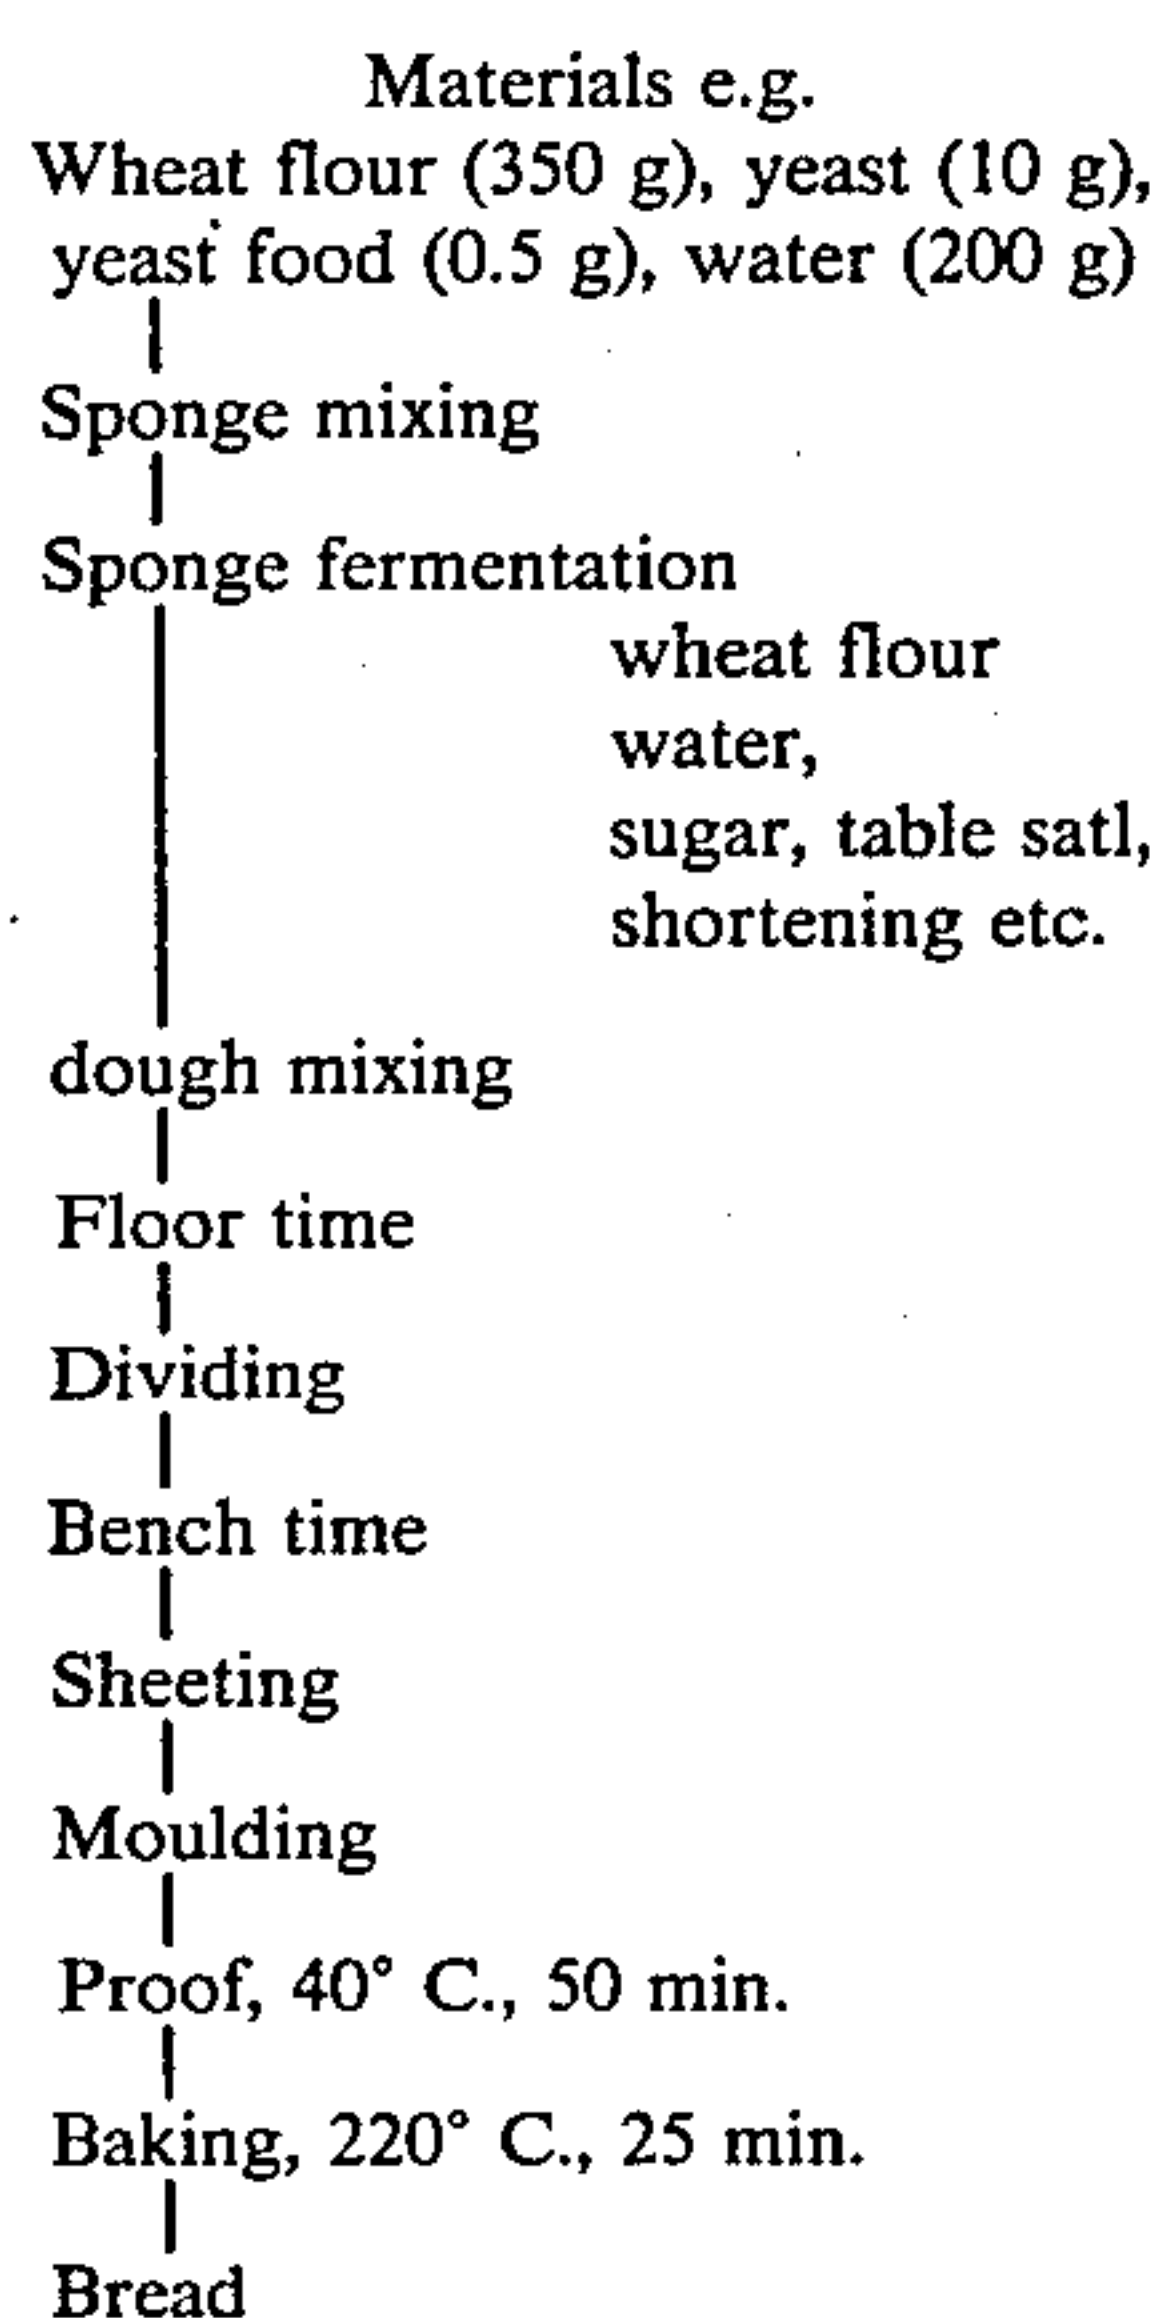 Materials e.g.
Wheat flour (350 g), yeast (10 g),
yeast food (0.5 g), water (200 g)
Sponge mixing
Sponge fermentation
wheat flour
water,
sugar, table satl,
shortening etc.
dough mixing
Floor time
Dividing
Bench time
Sheeting
Moulding
Proof, 40° C., 50 min.
Baking, 220° C., 25 min.
Bread